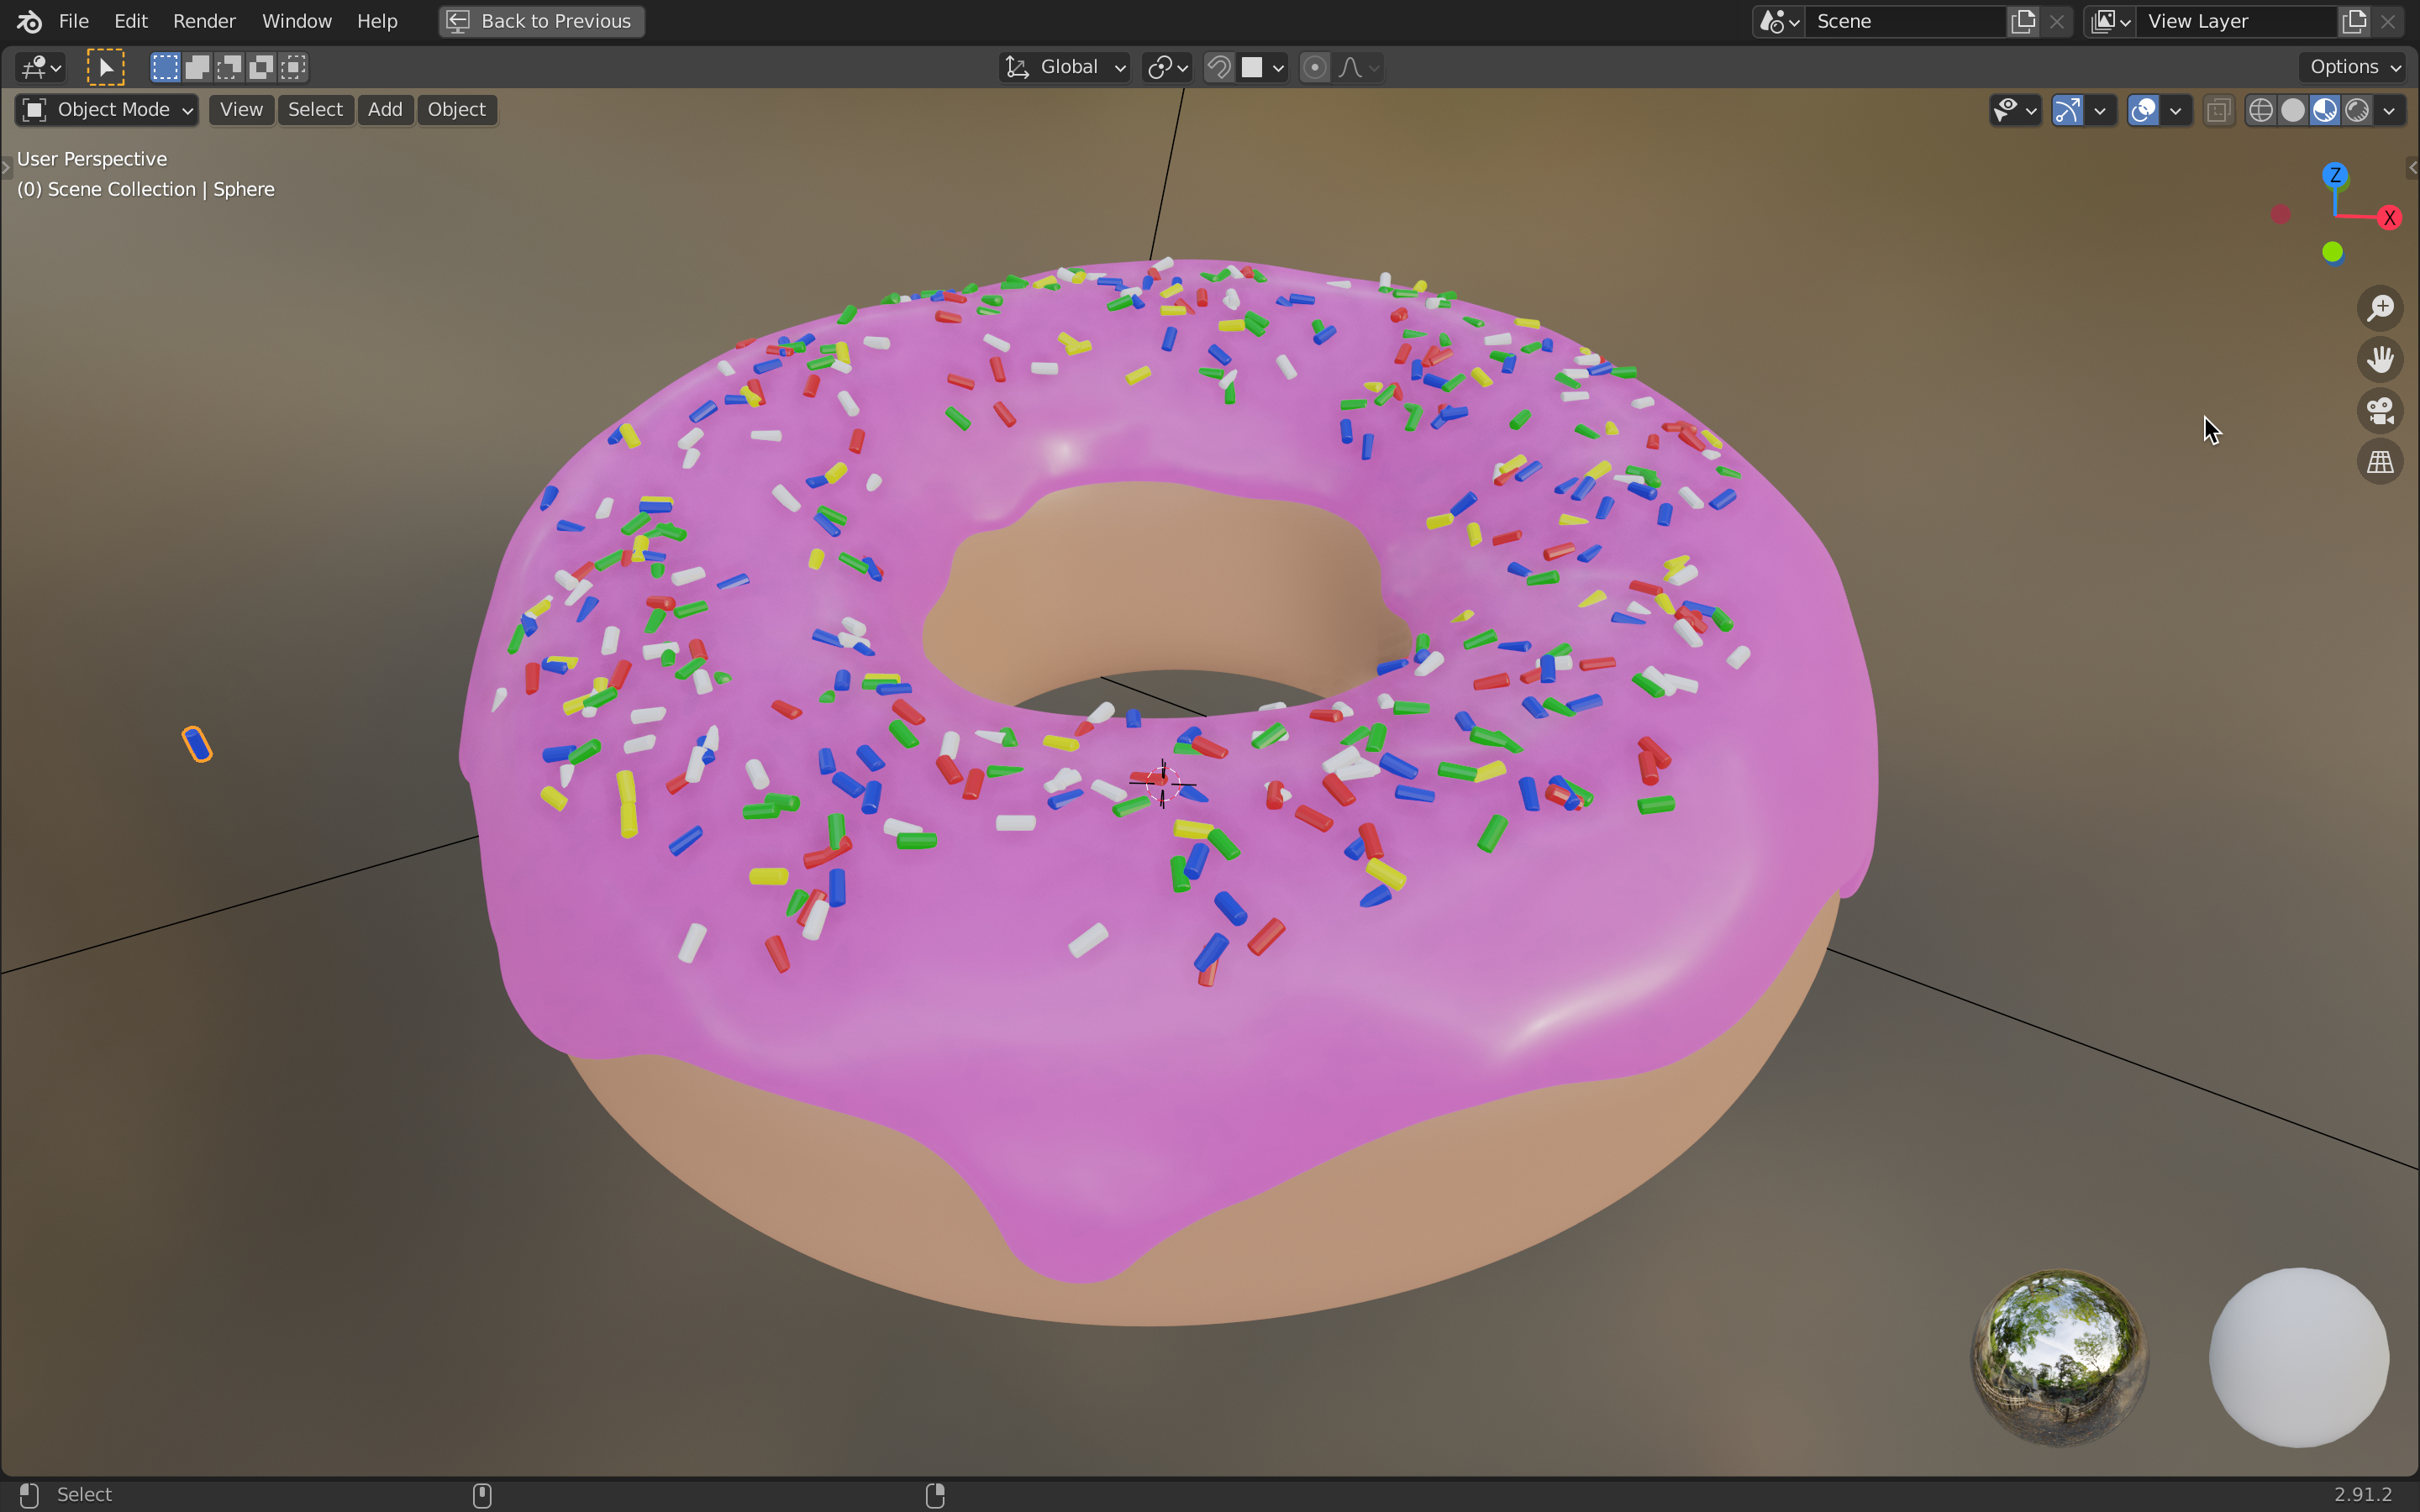 File Edit Render Window Help Back to Previous Scene View Layer
Global Options
Object Mode View Select Add Object
User Perspective
(0) Scene Collection | Sphere
Z
X
Select 2.91.2